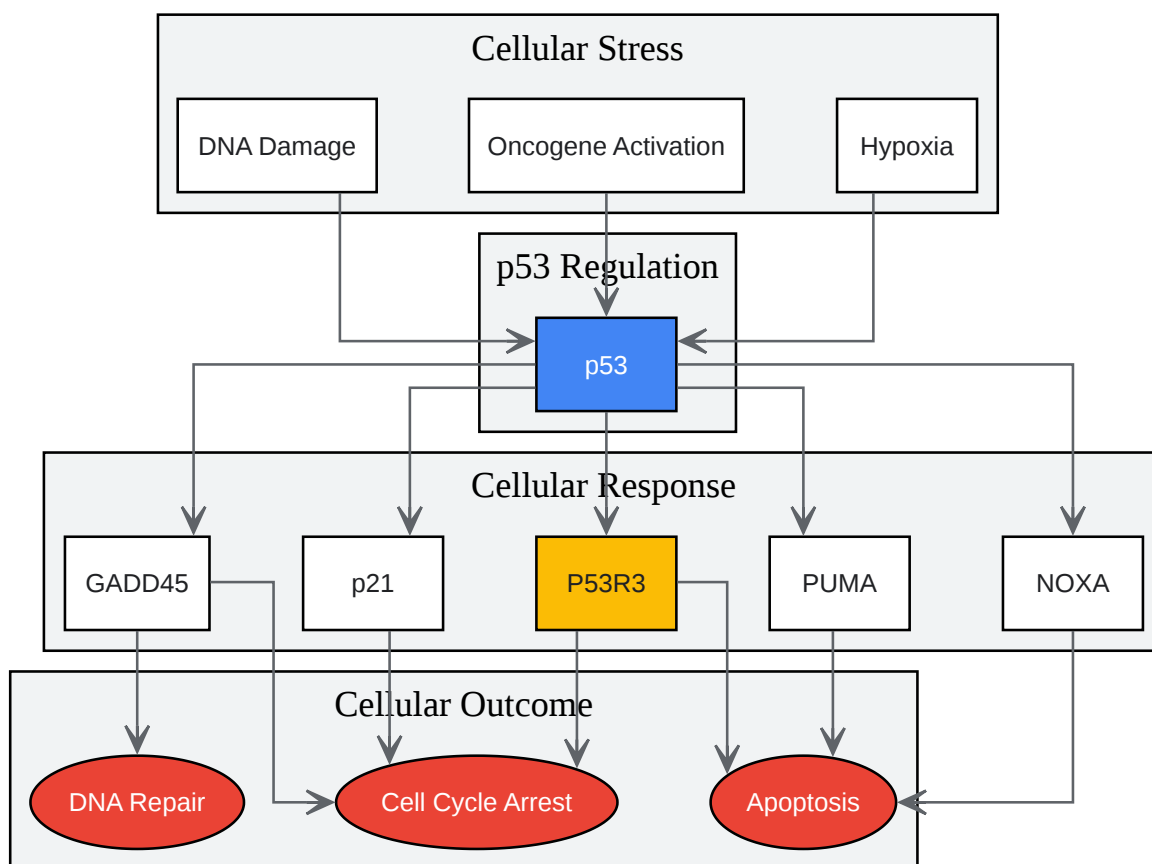 Cellular Stress
DNA Damage
Oncogene Activation
Hypoxia
p53 Regulation
p53
Cellular Response
GADD45
p21
P53R3
PUMA
NOXA
Cellular Outcome
DNA Repair
Cell Cycle Arrest
Apoptosis